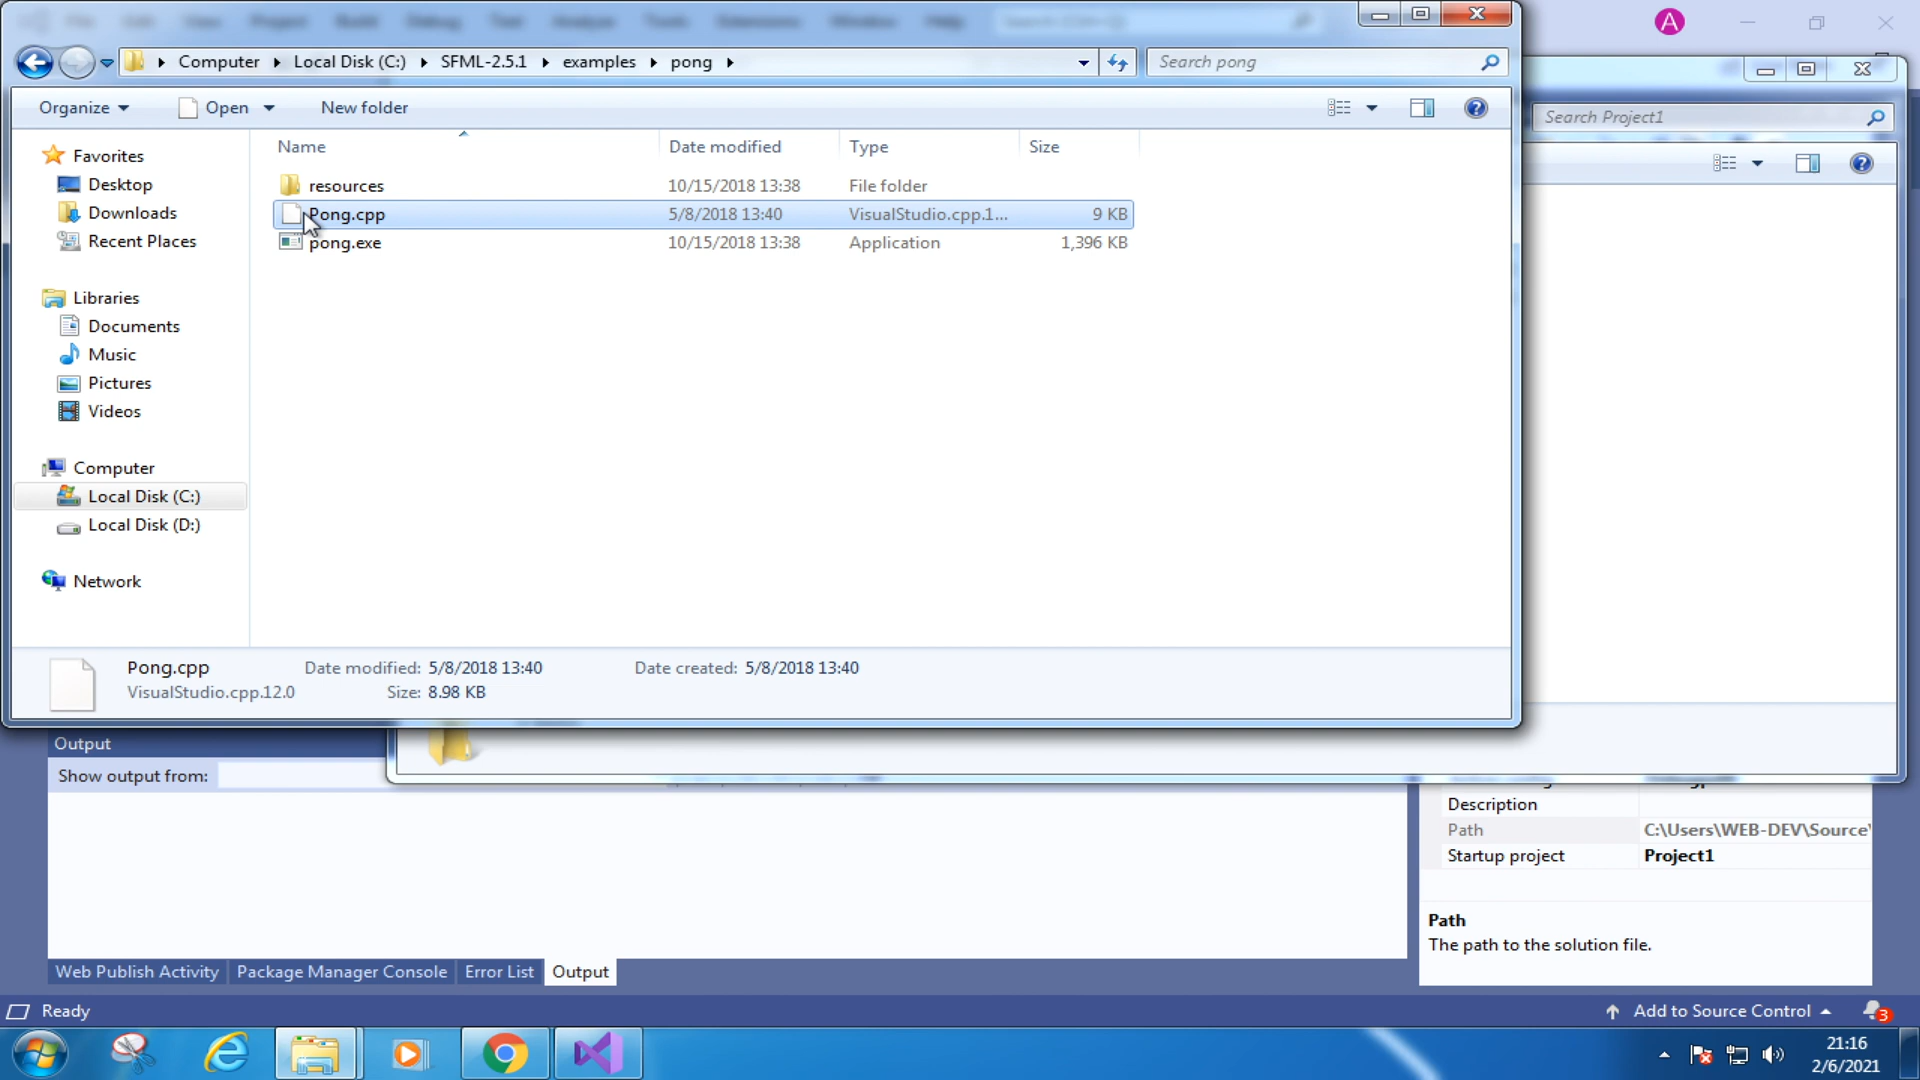 Computer Local Disk (C:) SFML-2.5.1 examples pong
Search pong
A
Organize Open New folder
Search Project1
Name Date modified Type Size
Favorites
Desktop
Downloads
Recent Places
Libraries
Documents
Music
Pictures
Videos
Computer
Local Disk (C:)
Local Disk (D:)
Network
resources 10/15/2018 13:38 File folder
Pong.cpp 5/8/2018 13:40 VisualStudio.cpp.1... 9 KB
pong.exe 10/15/2018 13:38 Application 1,396 KB
Pong.cpp Date modified: 5/8/2018 13:40 Date created: 5/8/2018 13:40
VisualStudio.cpp.12.0 Size: 8.98 KB
Output
Show output from:
Description
Path C:\Users\WEB-DEV\Source\
Startup project Project1
Path
The path to the solution file.
Web Publish Activity Package Manager Console Error List Output
Ready
Add to Source Control
3
21:16
2/6/2021